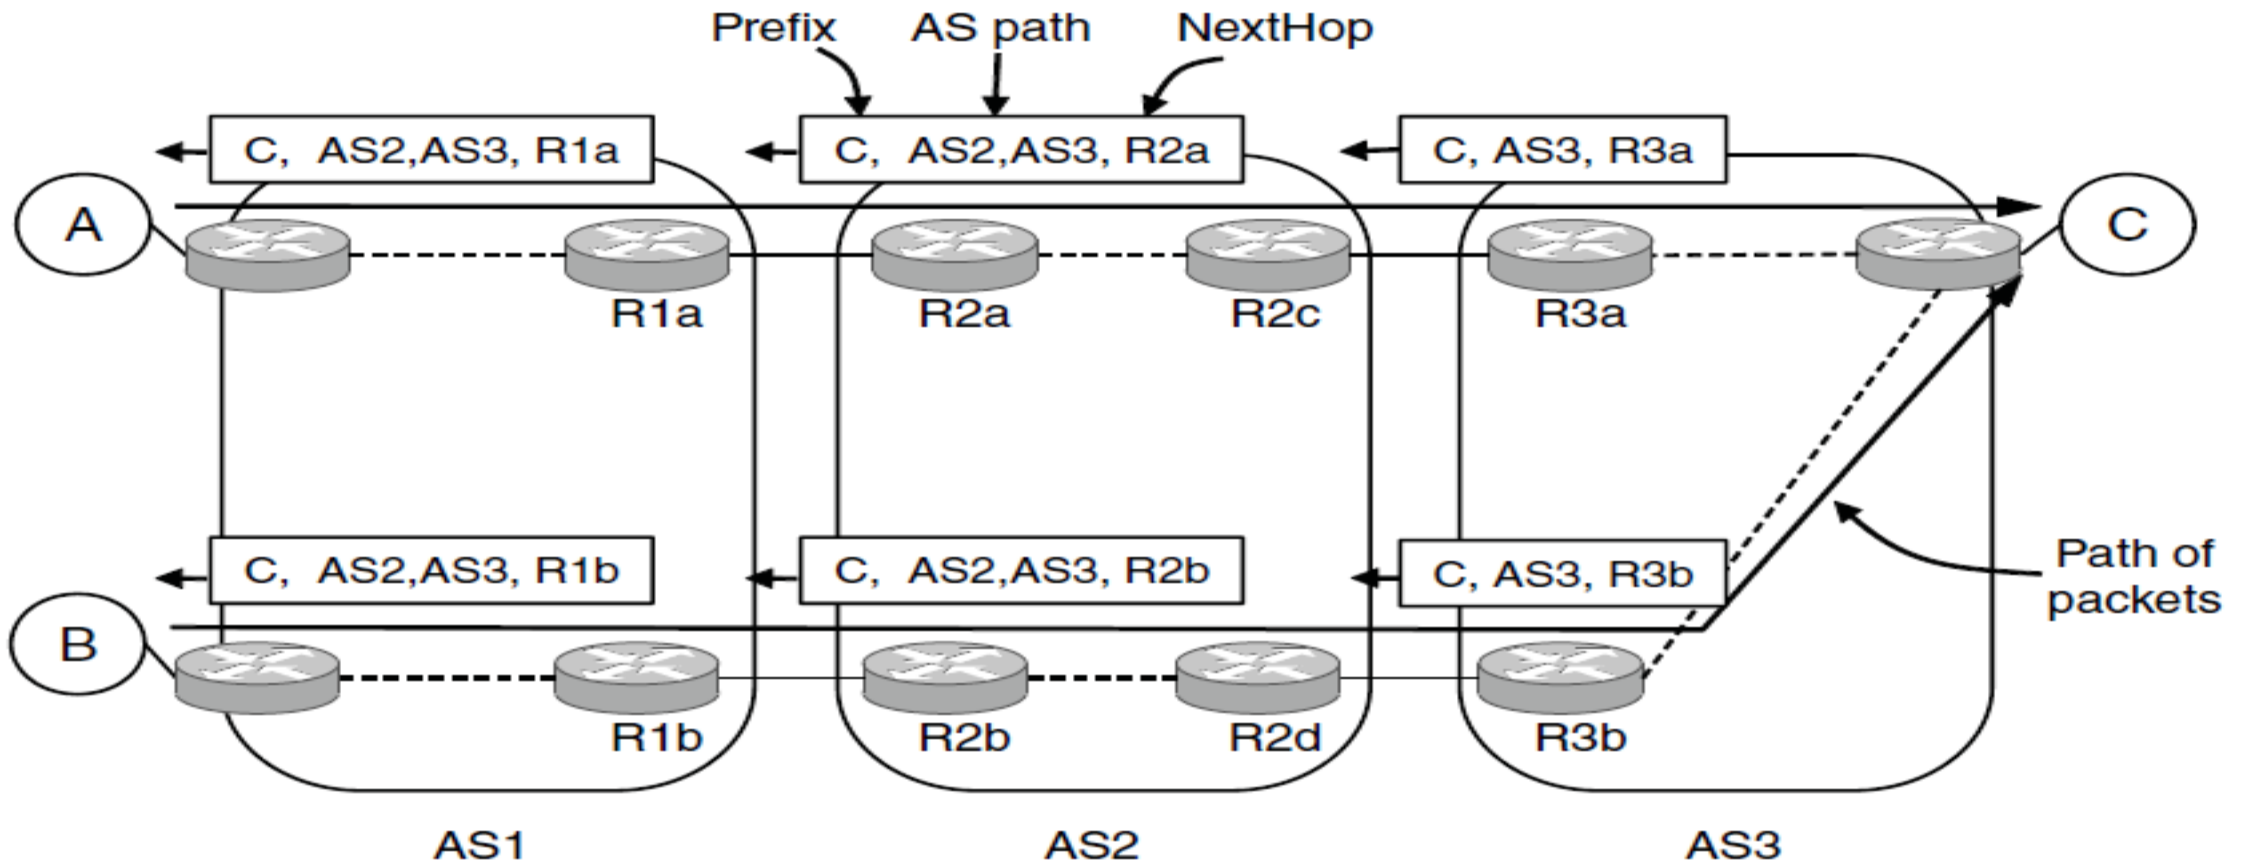 Prefix AS path NextHop
C, AS2,AS3, R1a
C, AS2,AS3, R2a
C, AS3, R3a
A
C
R1a
R2a
R2c
R3a
C, AS2,AS3, R1b
C, AS2,AS3, R2b
C, AS3, R3b
Path of
packets
B
R1b
R2b
R2d
R3b
AS1
AS2
AS3